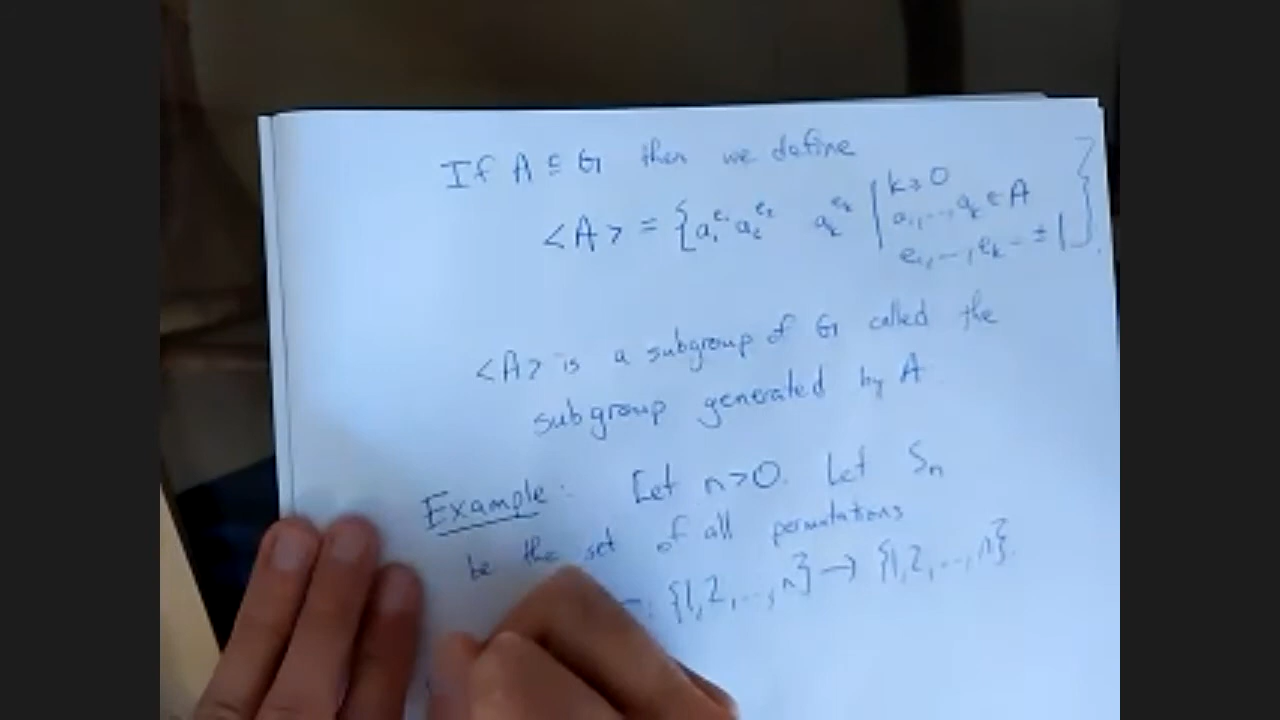 If A ⊆ G then we define
<A> = { a₁^e₁ a₂^e₂ a_k^e_k | k ≥ 0
a₁, ..., a_k ∈ A
e₁, ..., e_k = ±1 }.
<A> is a subgroup of G called the
subgroup generated by A
Example: Let n>0. Let Sₙ
be the set of all permutations
: {1,2,...,n} → {1,2,...,n}.